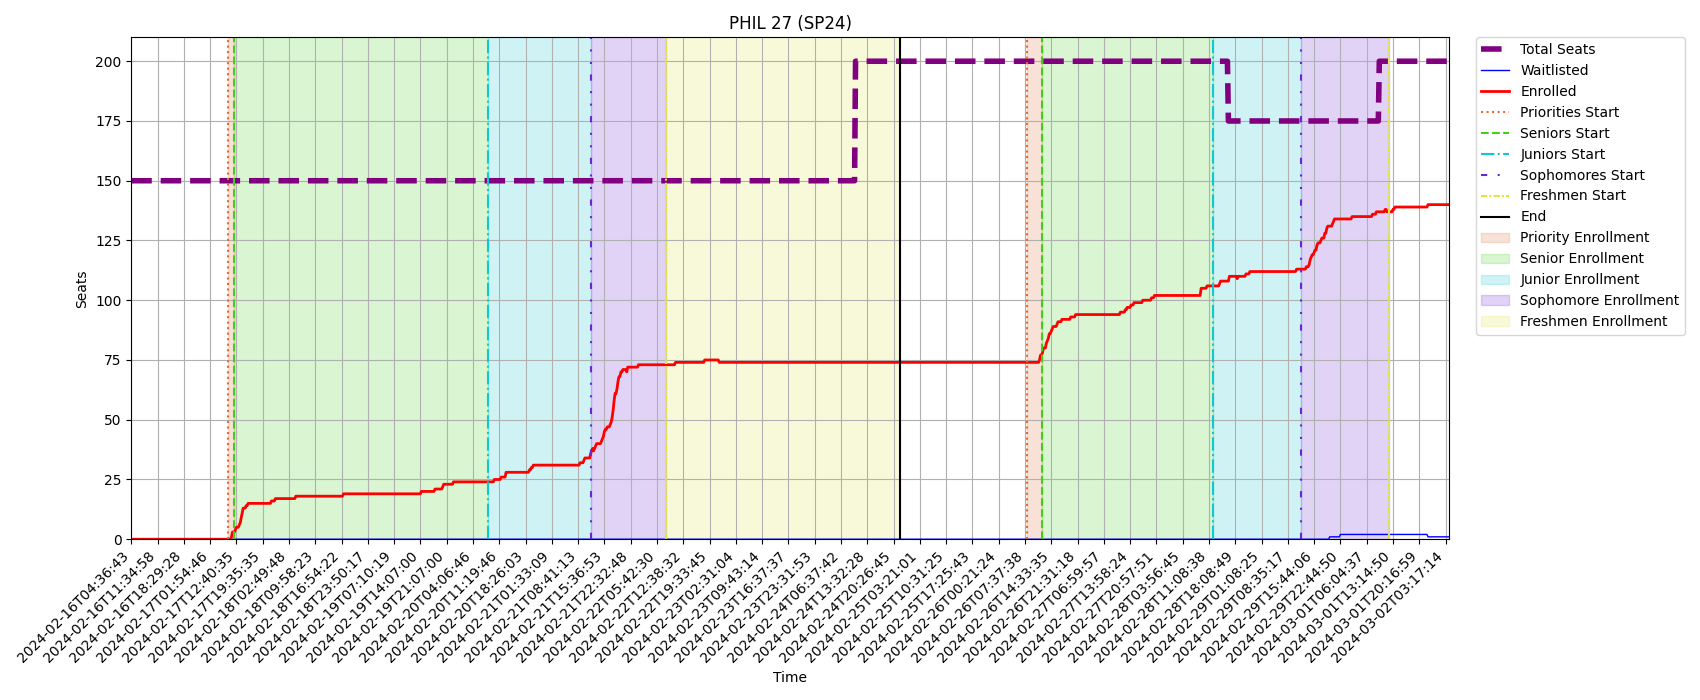 PHIL 27 (SP24)
Seats
200
175
150
125
100
75
50
25
0
2024-02-16T04:36:43
2024-02-16T11:34:58
2024-02-16T18:29:28
2024-02-17T01:54:46
2024-02-17T12:40:35
2024-02-17T19:35:35
2024-02-18T02:49:48
2024-02-18T09:58:23
2024-02-18T16:54:22
2024-02-18T23:50:17
2024-02-19T07:10:19
2024-02-19T14:07:00
2024-02-19T21:07:00
2024-02-20T04:06:46
2024-02-20T11:19:46
2024-02-20T18:26:03
2024-02-21T01:33:09
2024-02-21T08:41:13
2024-02-21T15:36:53
2024-02-21T22:32:48
2024-02-22T05:42:30
2024-02-22T12:38:32
2024-02-22T19:33:45
2024-02-23T02:31:04
2024-02-23T09:43:14
2024-02-23T16:37:37
2024-02-23T23:31:53
2024-02-24T06:37:42
2024-02-24T13:32:28
2024-02-24T20:26:45
2024-02-25T03:21:01
2024-02-25T10:31:25
2024-02-25T17:25:43
2024-02-26T00:21:24
2024-02-26T07:37:38
2024-02-26T14:33:35
2024-02-26T21:31:18
2024-02-27T06:59:57
2024-02-27T13:58:24
2024-02-27T20:57:51
2024-02-28T03:56:45
2024-02-28T11:08:38
2024-02-28T18:08:49
2024-02-29T01:08:25
2024-02-29T08:35:17
2024-02-29T15:44:06
2024-02-29T22:44:50
2024-03-01T06:04:37
2024-03-01T13:14:50
2024-03-01T20:16:59
2024-03-02T03:17:14
Time
Total Seats
Waitlisted
Enrolled
Priorities Start
Seniors Start
Juniors Start
Sophomores Start
Freshmen Start
End
Priority Enrollment
Senior Enrollment
Junior Enrollment
Sophomore Enrollment
Freshmen Enrollment